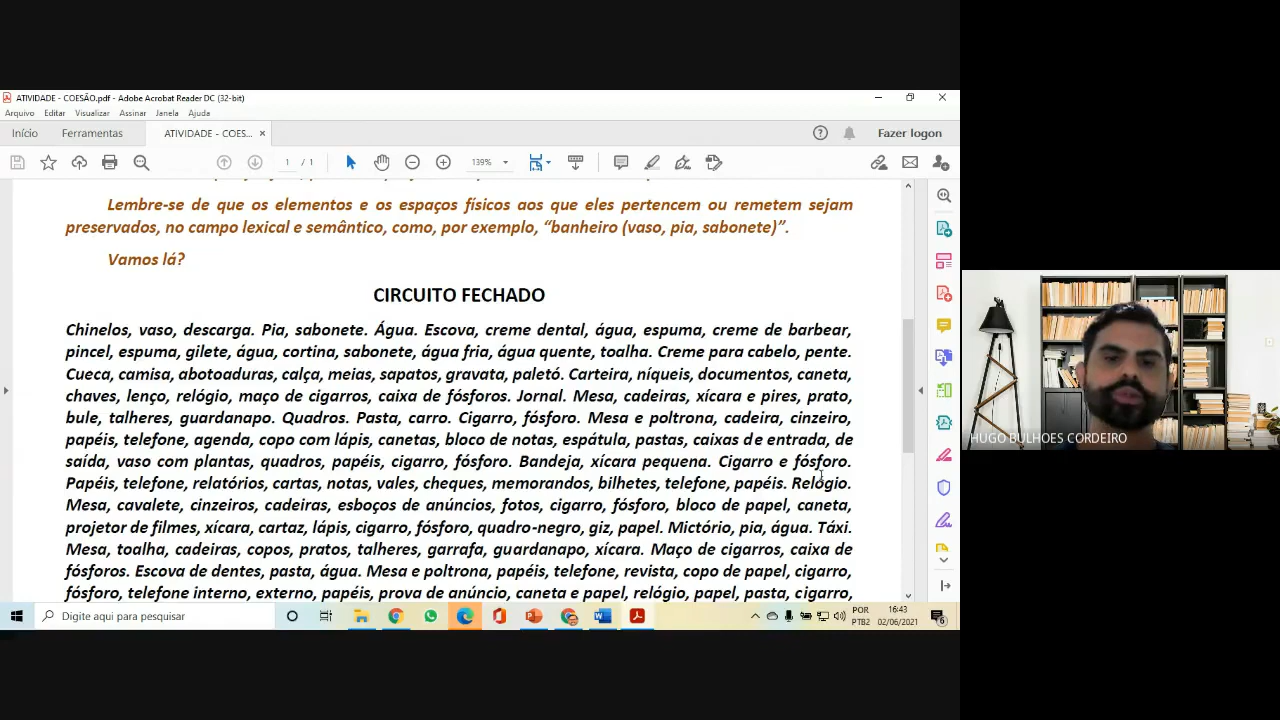 ATIVIDADE - COESÃO.pdf - Adobe Acrobat Reader DC (32-bit)
Arquivo Editar Visualizar Assinar Janela Ajuda
Início Ferramentas ATIVIDADE - COES... × Fazer logon
1 / 1 139%
Lembre-se de que os elementos e os espaços físicos aos que eles pertencem ou remetem sejam
preservados, no campo lexical e semântico, como, por exemplo, “banheiro (vaso, pia, sabonete)”.
Vamos lá?
CIRCUITO FECHADO
Chinelos, vaso, descarga. Pia, sabonete. Água. Escova, creme dental, água, espuma, creme de barbear,
pincel, espuma, gilete, água, cortina, sabonete, água fria, água quente, toalha. Creme para cabelo, pente.
Cueca, camisa, abotoaduras, calça, meias, sapatos, gravata, paletó. Carteira, níqueis, documentos, caneta,
chaves, lenço, relógio, maço de cigarros, caixa de fósforos. Jornal. Mesa, cadeiras, xícara e pires, prato,
bule, talheres, guardanapo. Quadros. Pasta, carro. Cigarro, fósforo. Mesa e poltrona, cadeira, cinzeiro,
papéis, telefone, agenda, copo com lápis, canetas, bloco de notas, espátula, pastas, caixas de entrada, de
saída, vaso com plantas, quadros, papéis, cigarro, fósforo. Bandeja, xícara pequena. Cigarro e fósforo.
Papéis, telefone, relatórios, cartas, notas, vales, cheques, memorandos, bilhetes, telefone, papéis. Relógio.
Mesa, cavalete, cinzeiros, cadeiras, esboços de anúncios, fotos, cigarro, fósforo, bloco de papel, caneta,
projetor de filmes, xícara, cartaz, lápis, cigarro, fósforo, quadro-negro, giz, papel. Mictório, pia, água. Táxi.
Mesa, toalha, cadeiras, copos, pratos, talheres, garrafa, guardanapo, xícara. Maço de cigarros, caixa de
fósforos. Escova de dentes, pasta, água. Mesa e poltrona, papéis, telefone, revista, copo de papel, cigarro,
fósforo, telefone interno, externo, papéis, prova de anúncio, caneta e papel, relógio, papel, pasta, cigarro,
HUGO BULHOES CORDEIRO
Digite aqui para pesquisar
POR 16:43
PTB2 02/06/2021
6